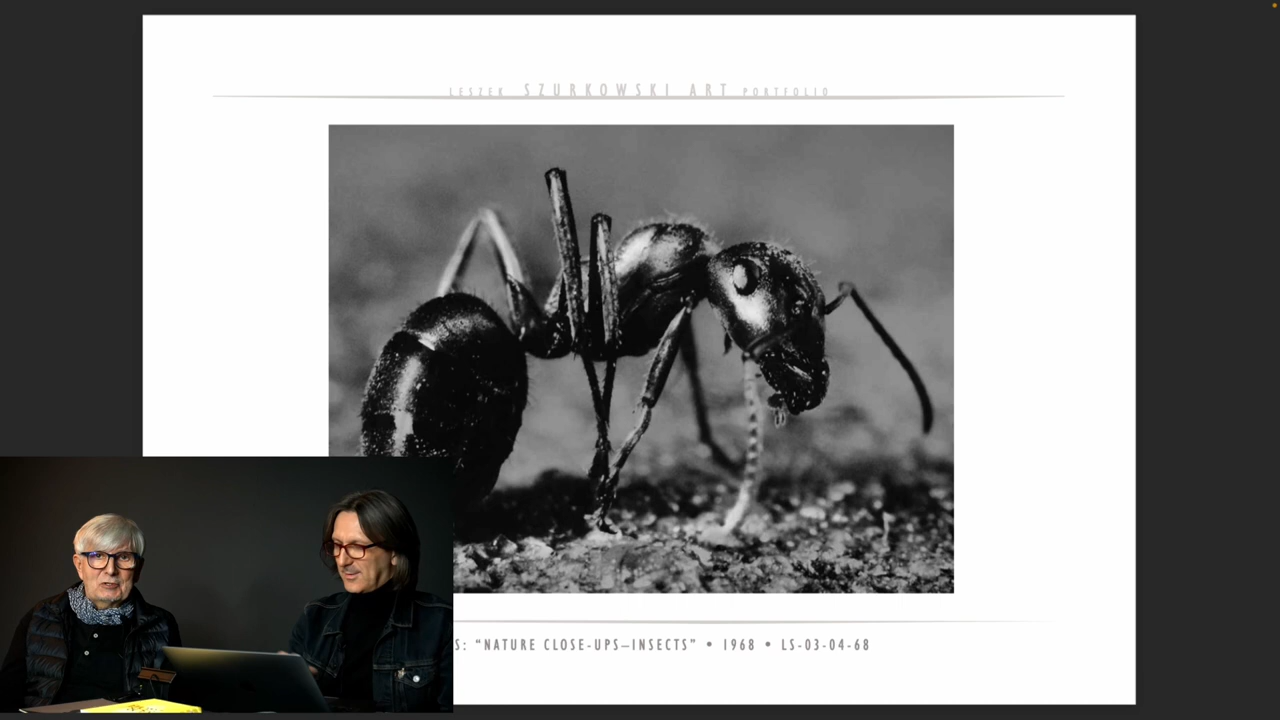 LESZEK SZURKOWSKI ART PORTFOLIO
S: “NATURE CLOSE-UPS–INSECTS” • 1968 • LS-03-04-68